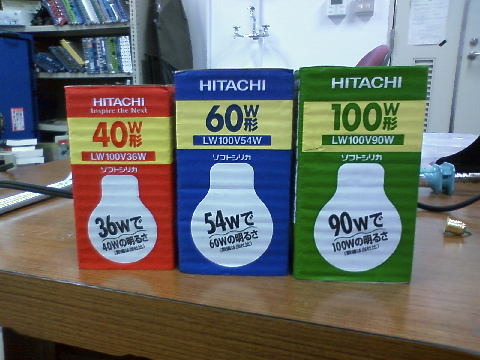 HITACHI
Inspire the Next
40W形
LW100V36W
ソフトシリカ
36Wで
40Wの明るさ
HITACHI
60W形
LW100V54W
ソフトシリカ
54Wで
60Wの明るさ
HITACHI
100W形
LW100V90W
ソフトシリカ
90Wで
100Wの明るさ